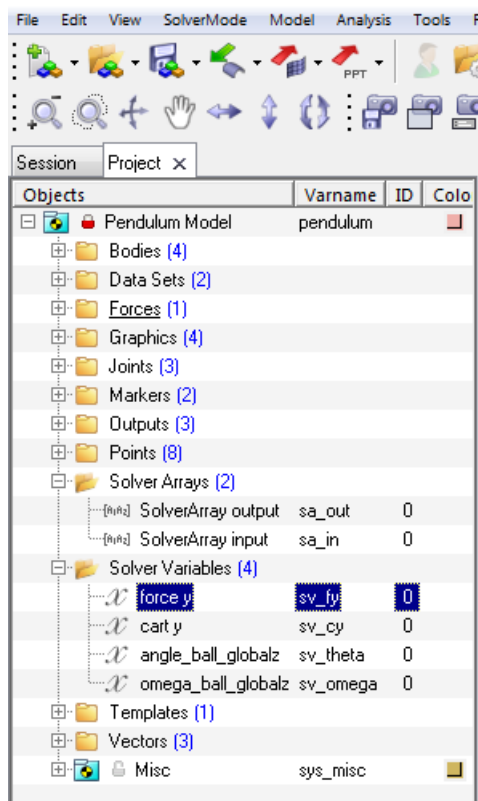 File Edit View SolverMode Model Analysis Tools
PPT
Session Project ×
Objects Varname ID Colo
Pendulum Model pendulum
Bodies (4)
Data Sets (2)
Forces (1)
Graphics (4)
Joints (3)
Markers (2)
Outputs (3)
Points (8)
Solver Arrays (2)
SolverArray output sa_out 0
SolverArray input sa_in 0
Solver Variables (4)
force y sv_fy 0
cart y sv_cy 0
angle_ball_globalz sv_theta 0
omega_ball_globalz sv_omega 0
Templates (1)
Vectors (3)
Misc sys_misc